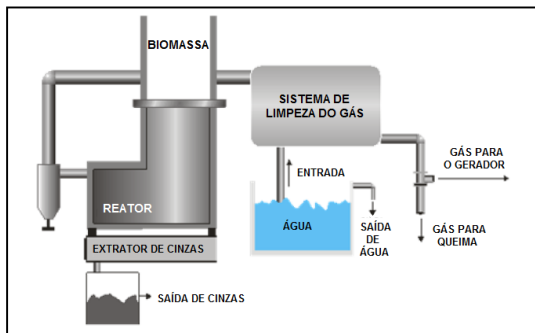 BIOMASSA
SISTEMA DE
LIMPEZA DO GÁS
GÁS PARA
O GERADOR
ENTRADA
REATOR
ÁGUA
SAÍDA
DE
ÁGUA
GÁS PARA
QUEIMA
EXTRATOR DE CINZAS
SAÍDA DE CINZAS